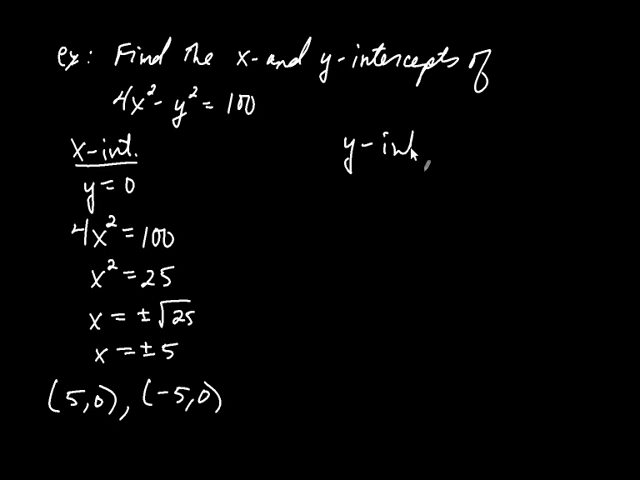 ex: Find the x- and y-intercepts of
4x² - y² = 100
x-int.
y = 0
4x² = 100
x² = 25
x = ±√25
x = ±5
(5,0), (-5,0)
y-int.